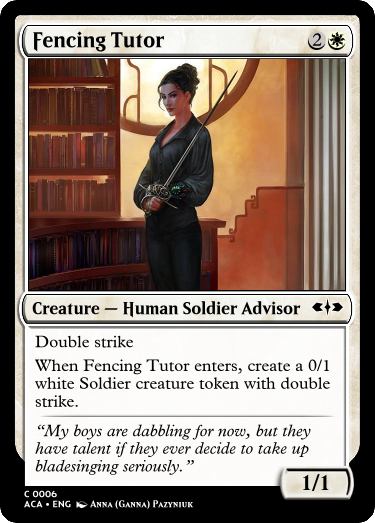 Fencing Tutor 2
Creature — Human Soldier Advisor
Double strike
When Fencing Tutor enters, create a 0/1
white Soldier creature token with double
strike.
“My boys are dabbling for now, but they
have talent if they ever decide to take up
bladesinging seriously.”
1/1
C 0006
ACA • ENG Anna (Ganna) Pazyniuk